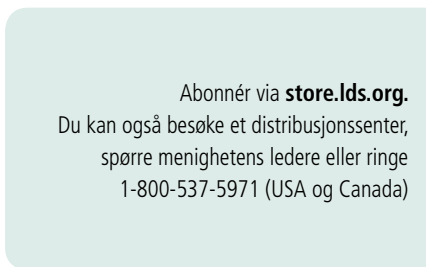 Abonnér via store.lds.org.
Du kan også besøke et distribusjonssenter,
spørre menighetens ledere eller ringe
1-800-537-5971 (USA og Canada)